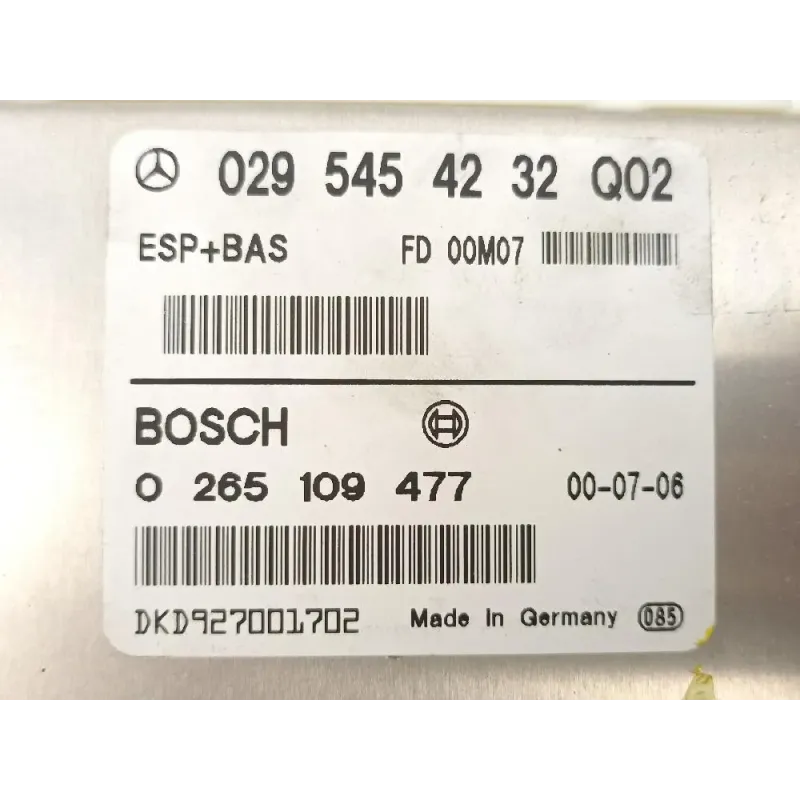 029 545 42 32 Q02
ESP+BAS FD 00M07
BOSCH
0 265 109 477 00-07-06
DKD927001702 Made in Germany 085